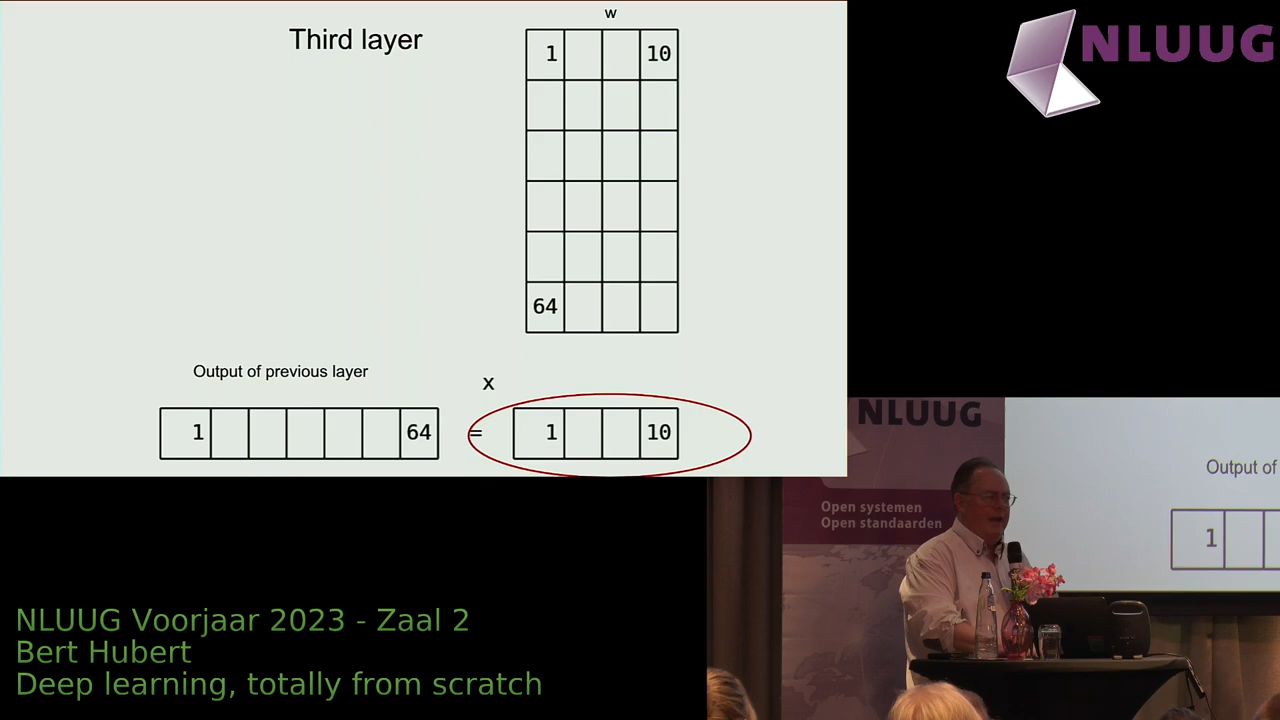 w
Third layer
1 10
64
Output of previous layer
x
1 64 = 1 10
NLUUG
NLUUG
Open systemen
Open standaarden
Output of
1
NLUUG Voorjaar 2023 - Zaal 2
Bert Hubert
Deep learning, totally from scratch